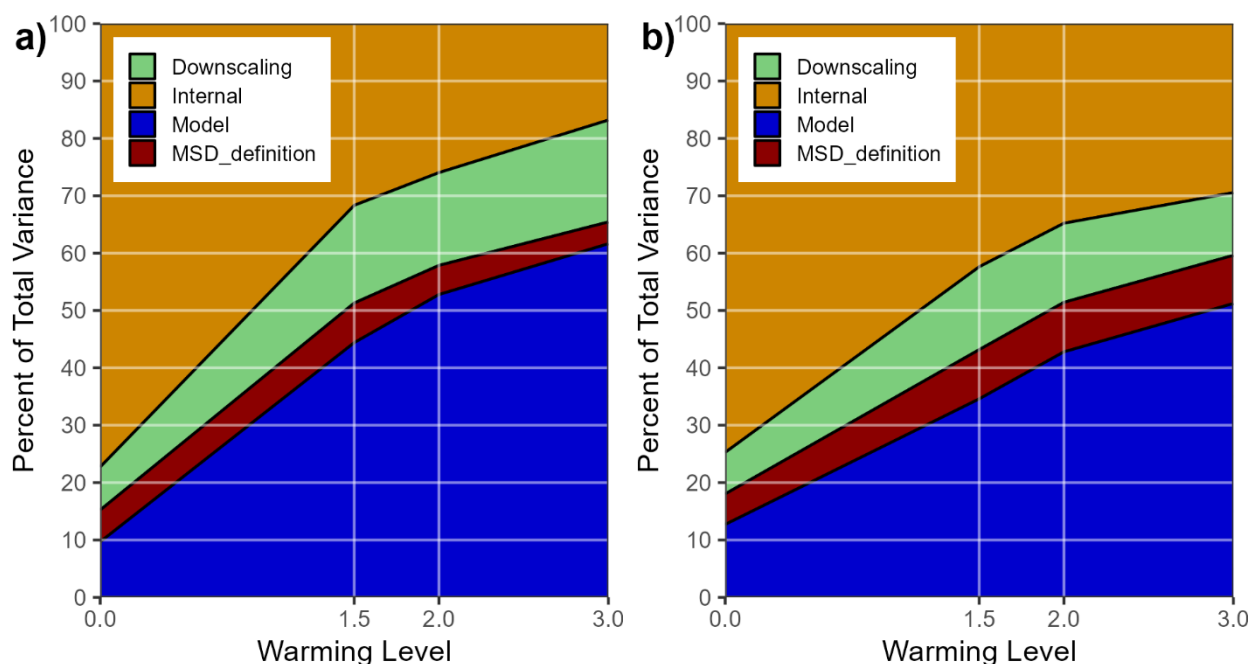 a)
Downscaling
Internal
Model
MSD_definition
Percent of Total Variance
100
90
80
70
60
50
40
30
20
10
0
0.0 1.5 2.0 3.0
Warming Level
b)
Downscaling
Internal
Model
MSD_definition
Percent of Total Variance
100
90
80
70
60
50
40
30
20
10
0
0.0 1.5 2.0 3.0
Warming Level